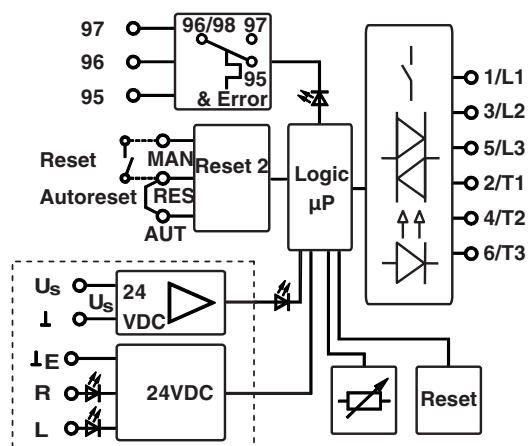 97
96
95
96/98 97
95
& Error
1/L1
3/L2
5/L3
2/T1
4/T2
6/T3
Reset
Autoreset
MAN
RES
AUT
Reset 2
Logic
µP
Us
Us
24
VDC
⊥
⊥E
R
L
24VDC
Reset